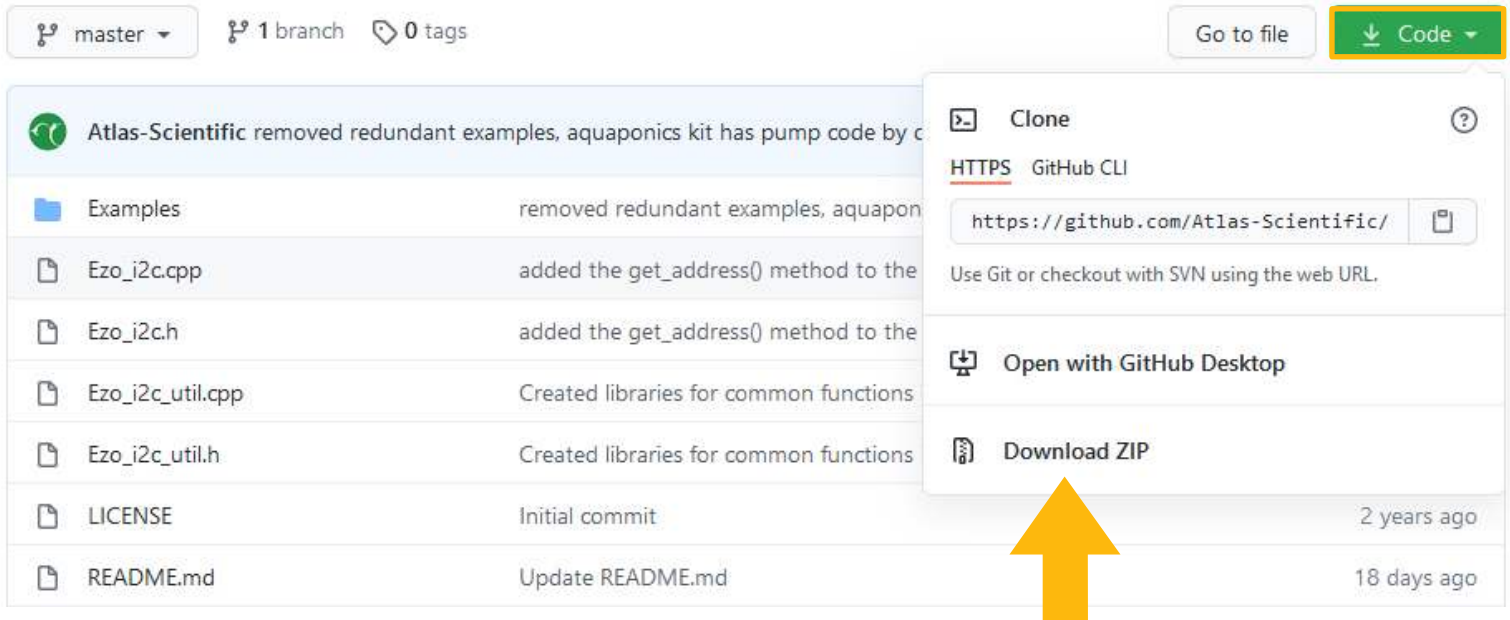 master
1 branch
0 tags
Go to file
Code
Atlas-Scientific removed redundant examples, aquaponics kit has pump code by
Clone
HTTPS GitHub CLI
https://github.com/Atlas-Scientific/
Use Git or checkout with SVN using the web URL.
Open with GitHub Desktop
Download ZIP
Examples removed redundant examples,
Ezo_i2c.cpp added the get_address() method to the
Ezo_i2c.h added the get_address() method to the
Ezo_i2c_util.cpp Created libraries for common functions
Ezo_i2c_util.h Created libraries for common functions
LICENSE Initial commit 2 years ago
README.md Update README.md 18 days ago